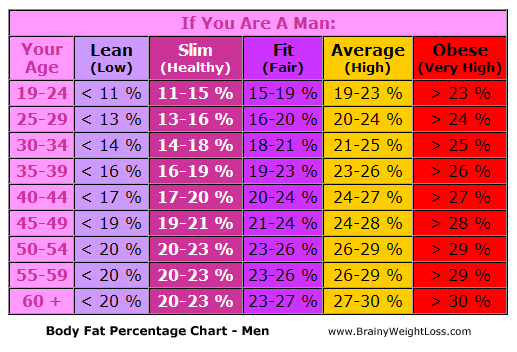 If You Are A Man:
Your Age Lean (Low) Slim (Healthy) Fit (Fair) Average (High) Obese (Very High)
19-24 < 11 % 11-15 % 15-19 % 19-23 % > 23 %
25-29 < 13 % 13-16 % 16-20 % 20-24 % > 24 %
30-34 < 14 % 14-18 % 18-21 % 21-25 % > 25 %
35-39 < 16 % 16-19 % 19-23 % 23-26 % > 26 %
40-44 < 17 % 17-20 % 20-24 % 24-27 % > 27 %
45-49 < 19 % 19-21 % 21-24 % 24-28 % > 28 %
50-54 < 20 % 20-23 % 23-26 % 26-29 % > 29 %
55-59 < 20 % 20-23 % 23-26 % 26-29 % > 29 %
60 + < 20 % 20-23 % 23-27 % 27-30 % > 30 %
Body Fat Percentage Chart - Men www.BrainyWeightLoss.com